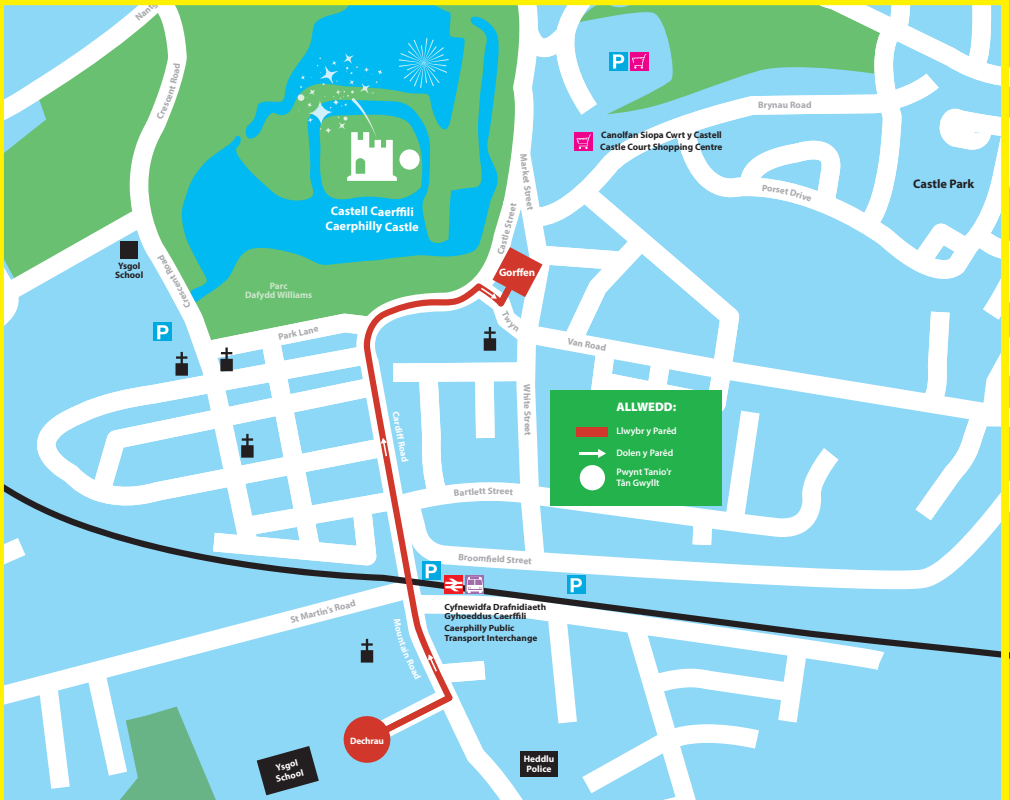 Crescent Road
Market Street
P
Brynau Road
Canolfan Siopa Cwrt y Castell
Castle Court Shopping Centre
Castle Park
Porset Drive
Castell Caerffili
Caerphilly Castle
Castle Street
Ysgol
School
Crescent Road
Gorffen
Parc
Dafydd Williams
P
Park Lane
Twyn
Van Road
White Street
Cardiff Road
ALLWEDD:
Llwybr y Parêd
Dolen y Parêd
Pwynt Tanio'r
Tân Gwyllt
Bartlett Street
Broomfield Street
P
P
Cyfnewidfa Drafnidiaeth
Gyhoeddus Caerffili
Caerphilly Public
Transport Interchange
St Martin's Road
Mountain Road
Dechrau
Ysgol
School
Heddlu
Police